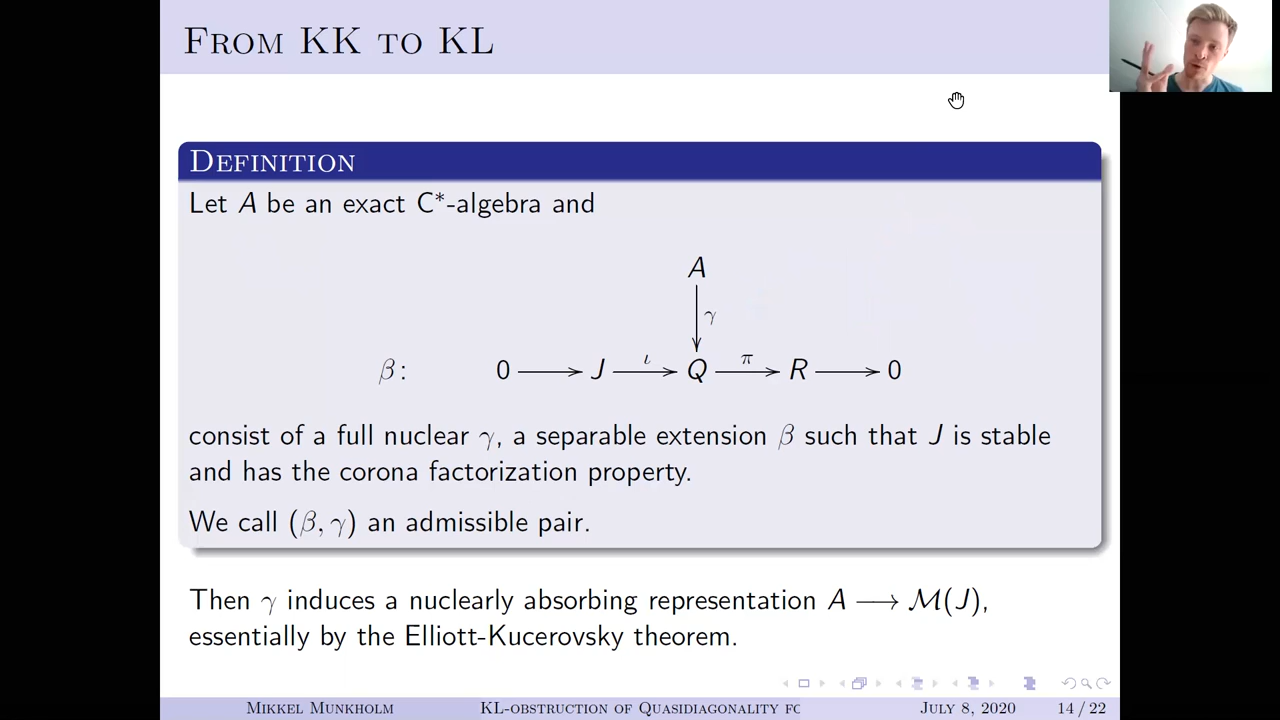 From KK to KL
Definition
Let A be an exact C*-algebra and
A
γ
β: 0 → J →ι Q →π R → 0
consist of a full nuclear γ, a separable extension β such that J is stable
and has the corona factorization property.
We call (β, γ) an admissible pair.
Then γ induces a nuclearly absorbing representation A ⟶ ℳ(J),
essentially by the Elliott-Kucerovsky theorem.
Mikkel Munkholm KL-obstruction of Quasidiagonality fo July 8, 2020 14 / 22